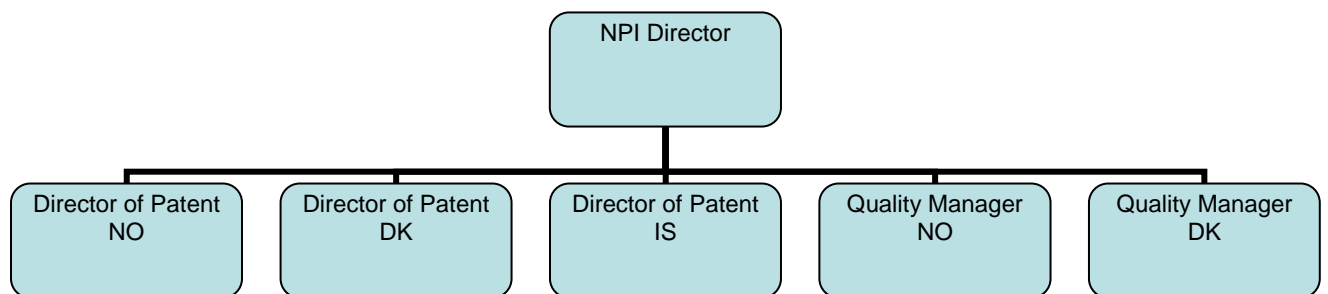 NPI Director
Director of Patent
NO
Director of Patent
DK
Director of Patent
IS
Quality Manager
NO
Quality Manager
DK